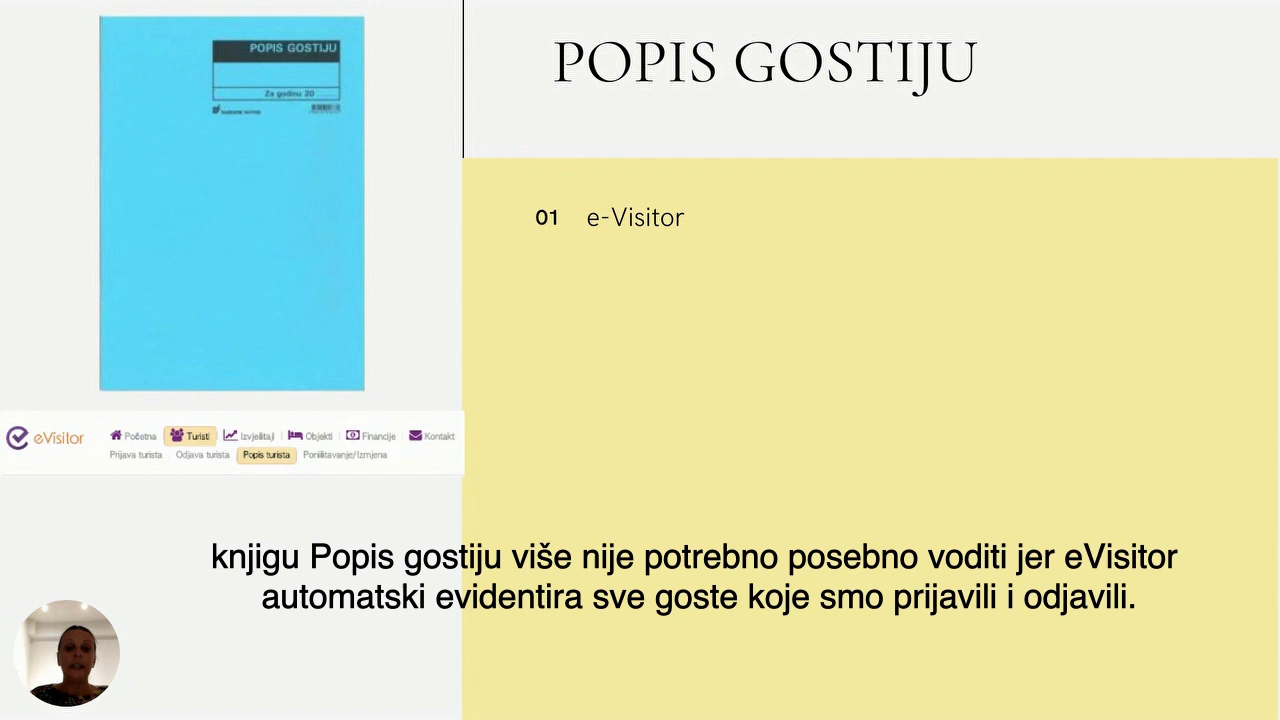 POPIS GOSTIJU
Za godinu 20
NARODNE NOVINE
POPIS GOSTIJU
01 e-Visitor
eVisitor
Početna Turisti Izvještaji Objekti Financije Kontakt
Prijava turista Odjava turista Popis turista Poništavanje/Izmjena
knjigu Popis gostiju više nije potrebno posebno voditi jer eVisitor
automatski evidentira sve goste koje smo prijavili i odjavili.